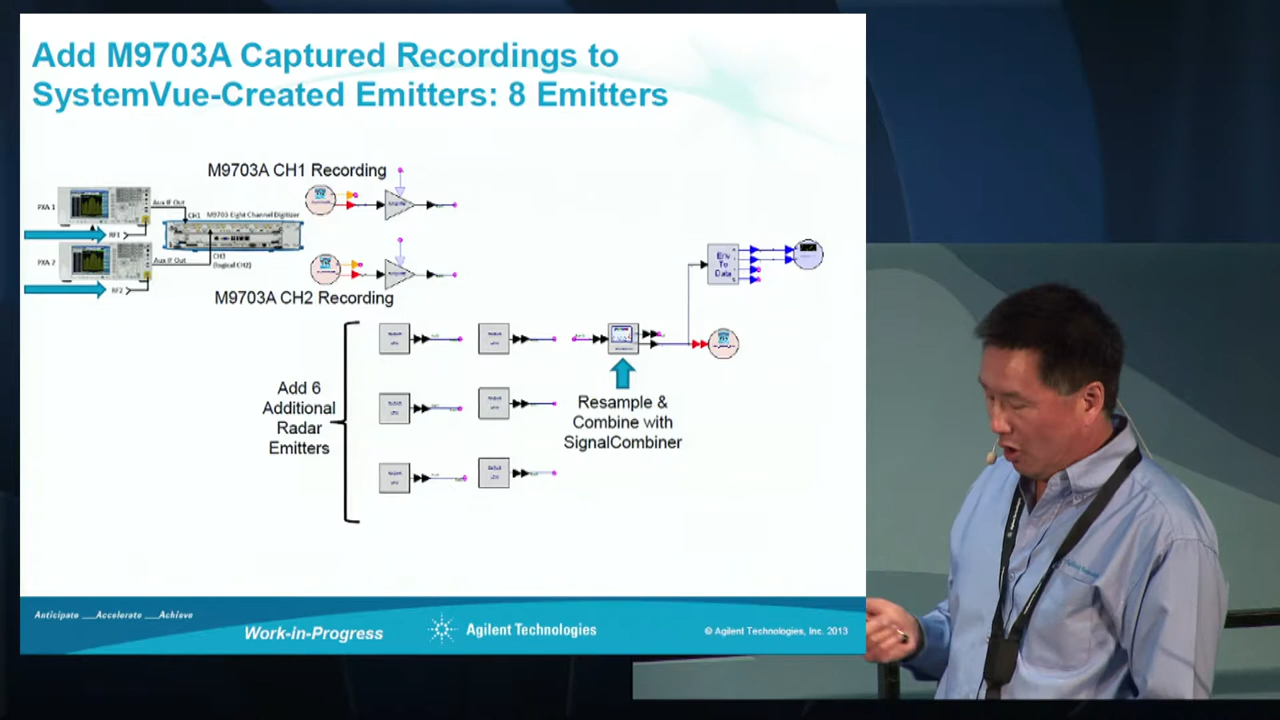 Add M9703A Captured Recordings to
SystemVue-Created Emitters: 8 Emitters
M9703A CH1 Recording
PXA 1
Aux IF Out
CH1
M9703 Eight Channel Digitizer
RF1
PXA 2
Aux IF Out
CH3
(logical CH2)
RF2
M9703A CH2 Recording
Env
To
Data
Add 6
Additional
Radar
Emitters
Resample &
Combine with
SignalCombiner
Anticipate __Accelerate __Achieve
Work-in-Progress
Agilent Technologies
© Agilent Technologies, Inc. 2013
Agilent Technologies